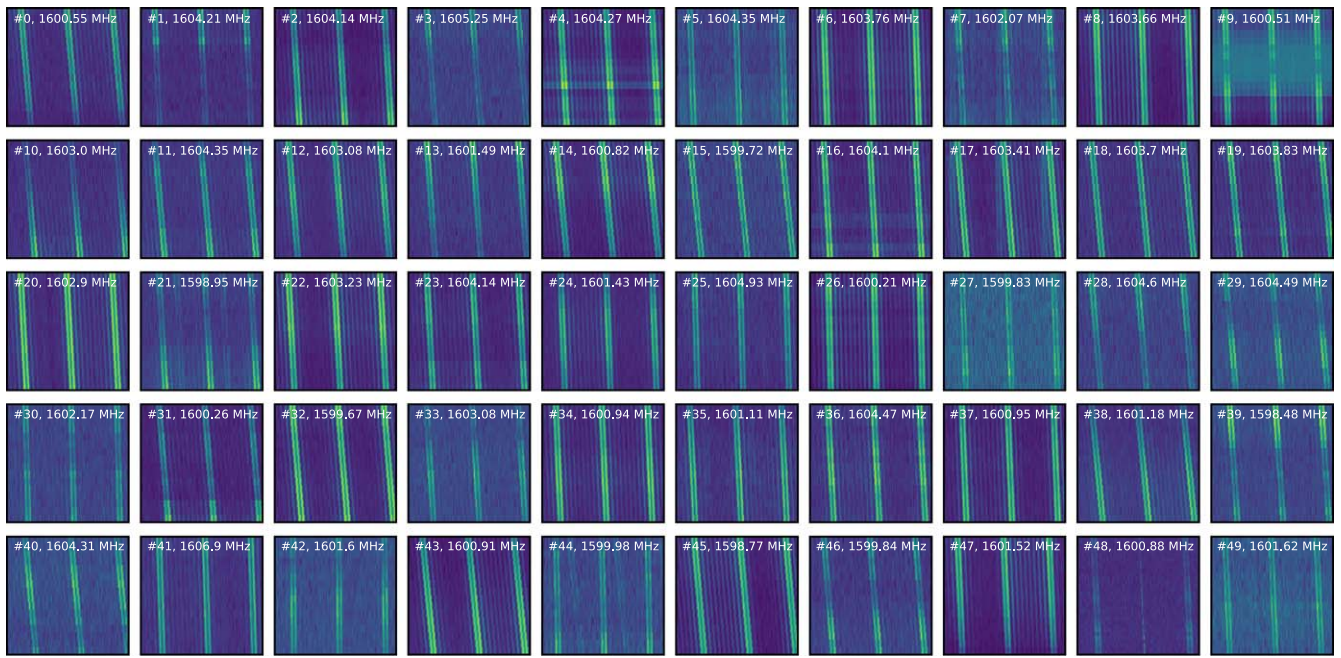 #0, 1600.55 MHz
#1, 1604.21 MHz
#2, 1604.14 MHz
#3, 1605.25 MHz
#4, 1604.27 MHz
#5, 1604.35 MHz
#6, 1603.76 MHz
#7, 1602.07 MHz
#8, 1603.66 MHz
#9, 1600.51 MHz
#10, 1603.0 MHz
#11, 1604.35 MHz
#12, 1603.08 MHz
#13, 1601.49 MHz
#14, 1600.82 MHz
#15, 1599.72 MHz
#16, 1604.1 MHz
#17, 1603.41 MHz
#18, 1603.7 MHz
#19, 1603.83 MHz
#20, 1602.9 MHz
#21, 1598.95 MHz
#22, 1603.23 MHz
#23, 1604.14 MHz
#24, 1601.43 MHz
#25, 1604.93 MHz
#26, 1600.21 MHz
#27, 1599.83 MHz
#28, 1604.6 MHz
#29, 1604.49 MHz
#30, 1602.17 MHz
#31, 1600.26 MHz
#32, 1599.67 MHz
#33, 1603.08 MHz
#34, 1600.94 MHz
#35, 1601.11 MHz
#36, 1604.47 MHz
#37, 1600.95 MHz
#38, 1601.18 MHz
#39, 1598.48 MHz
#40, 1604.31 MHz
#41, 1606.9 MHz
#42, 1601.6 MHz
#43, 1600.91 MHz
#44, 1599.98 MHz
#45, 1598.77 MHz
#46, 1599.84 MHz
#47, 1601.52 MHz
#48, 1600.88 MHz
#49, 1601.62 MHz